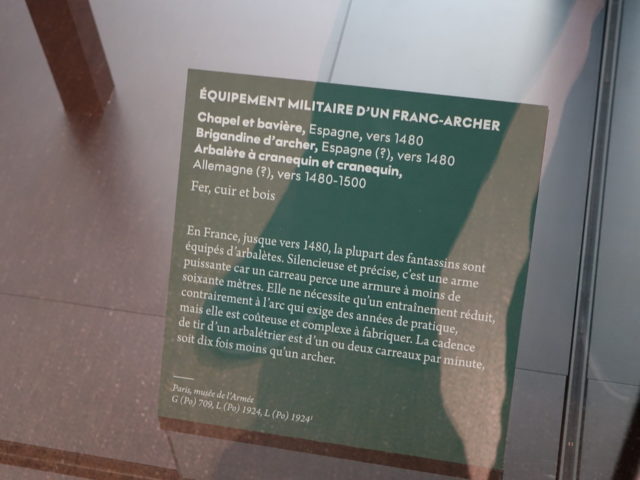 ÉQUIPEMENT MILITAIRE D'UN FRANC-ARCHER
Chapel et bavière, Espagne, vers 1480
Brigandine d'archer, Espagne (?), vers 1480
Arbalète à cranequin et cranequin,
Allemagne (?), vers 1480-1500
Fer, cuir et bois
En France, jusque vers 1480, la plupart des fantassins sont
équipés d'arbalètes. Silencieuse et précise, c'est une arme
puissante car un carreau perce une armure à moins de
soixante mètres. Elle ne nécessite qu'un entraînement réduit,
contrairement à l'arc qui exige des années de pratique,
mais elle est coûteuse et complexe à fabriquer. La cadence
de tir d'un arbalétrier est d'un ou deux carreaux par minute,
soit dix fois moins qu'un archer.
Paris, musée de l'Armée
G (Po) 709, L (Po) 1924, L (Po) 1924¹